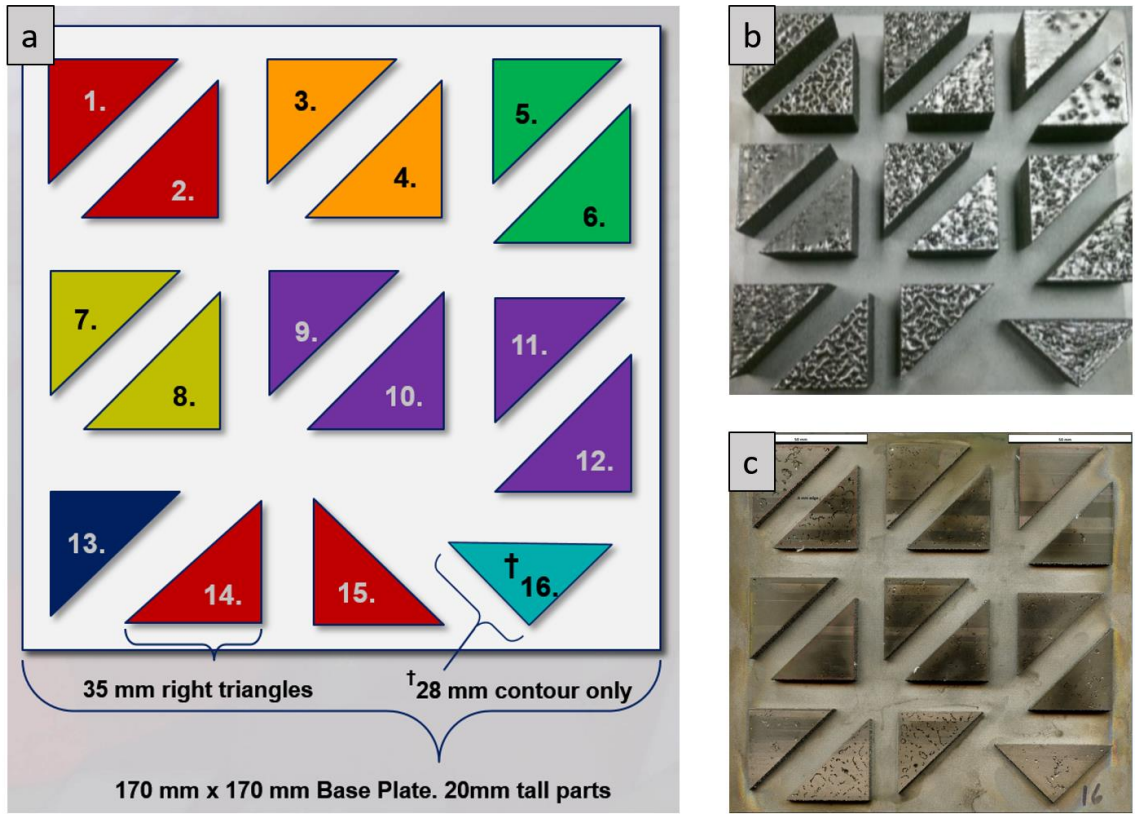 a
1.
2.
3.
4.
5.
6.
7.
8.
9.
10.
11.
12.
13.
14.
15.
†16.
35 mm right triangles
†28 mm contour only
170 mm x 170 mm Base Plate. 20mm tall parts
b
c
50 mm
50 mm
16